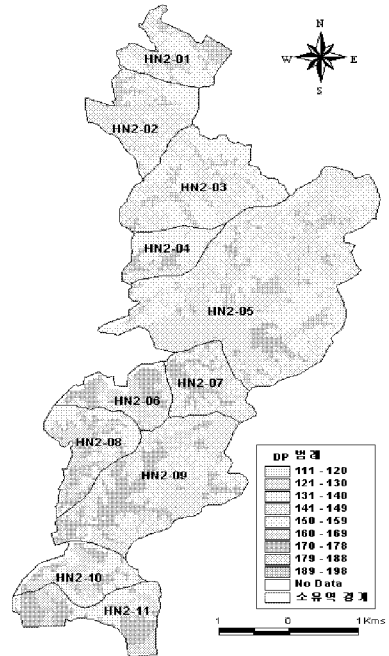 N
W E
S
HN2-01
HN2-02
HN2-03
HN2-04
HN2-05
HN2-06
HN2-07
HN2-08
HN2-09
HN2-10
HN2-11
DP 범례
111 - 120
121 - 130
131 - 140
141 - 149
150 - 159
160 - 169
170 - 178
179 - 188
189 - 198
No Data
소유역 경계
1 0 1 Kms